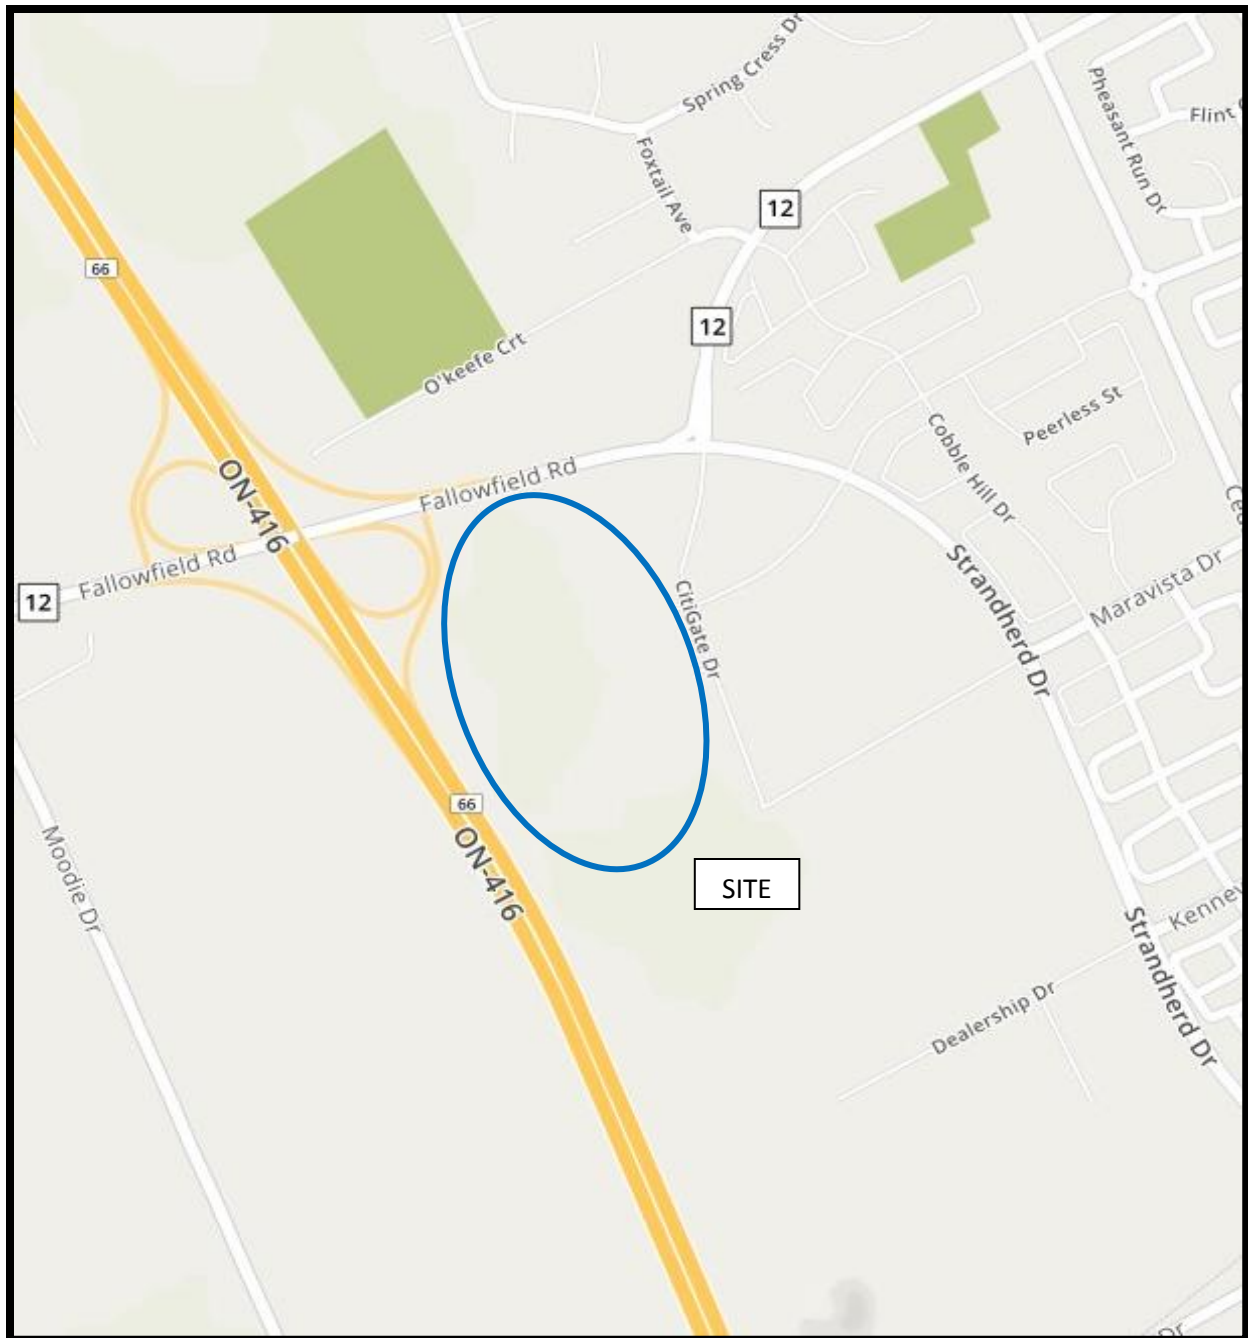 Spring Cress Dr
Pheasant Run Dr
Flint
Foxtail Ave
12
66
12
O'keefe Crt
Peerless St
Cobble Hill Dr
ON-416
Fallowfield Rd
Fallowfield Rd
12
Strandherd Dr
Maravista Dr
CitiGate Dr
66
ON-416
Moodie Dr
SITE
Strandherd Dr
Dealership Dr
Dr